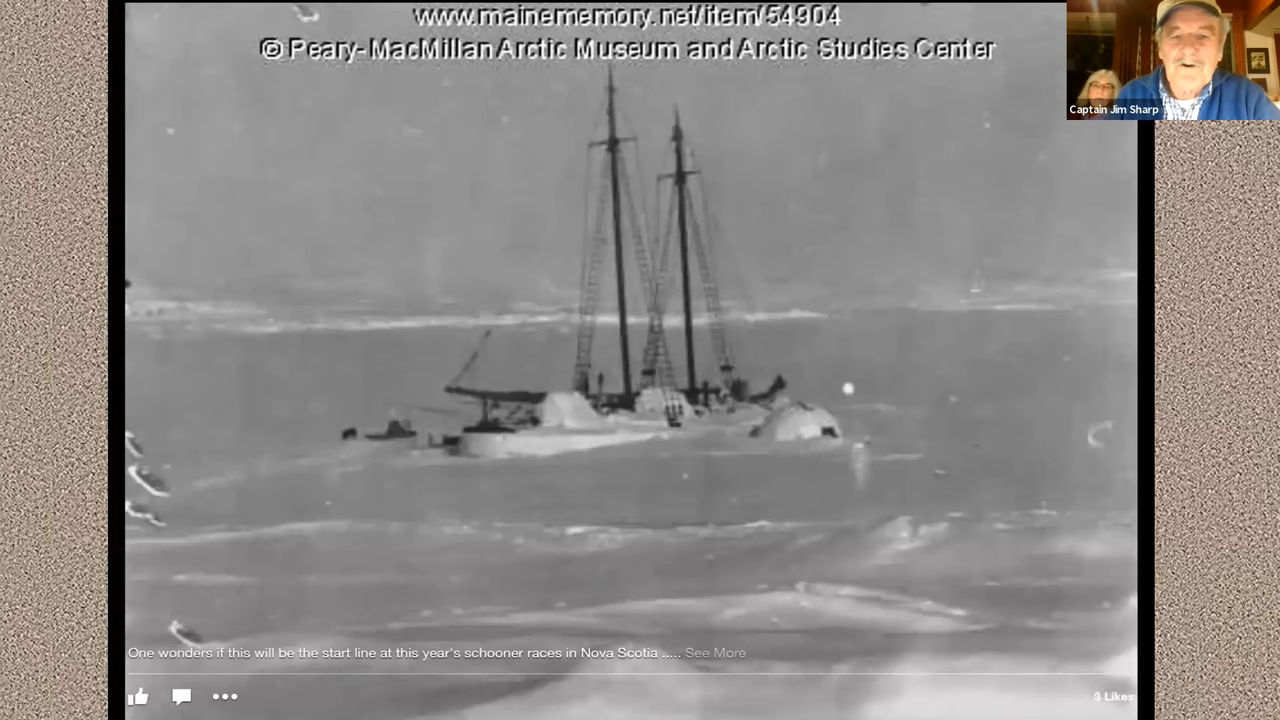 www.mainememory.net/item/54904
© Peary-MacMillan Arctic Museum and Arctic Studies Center
Captain Jim Sharp
One wonders if this will be the start line at this year's schooner races in Nova Scotia ..... See More
3 Likes